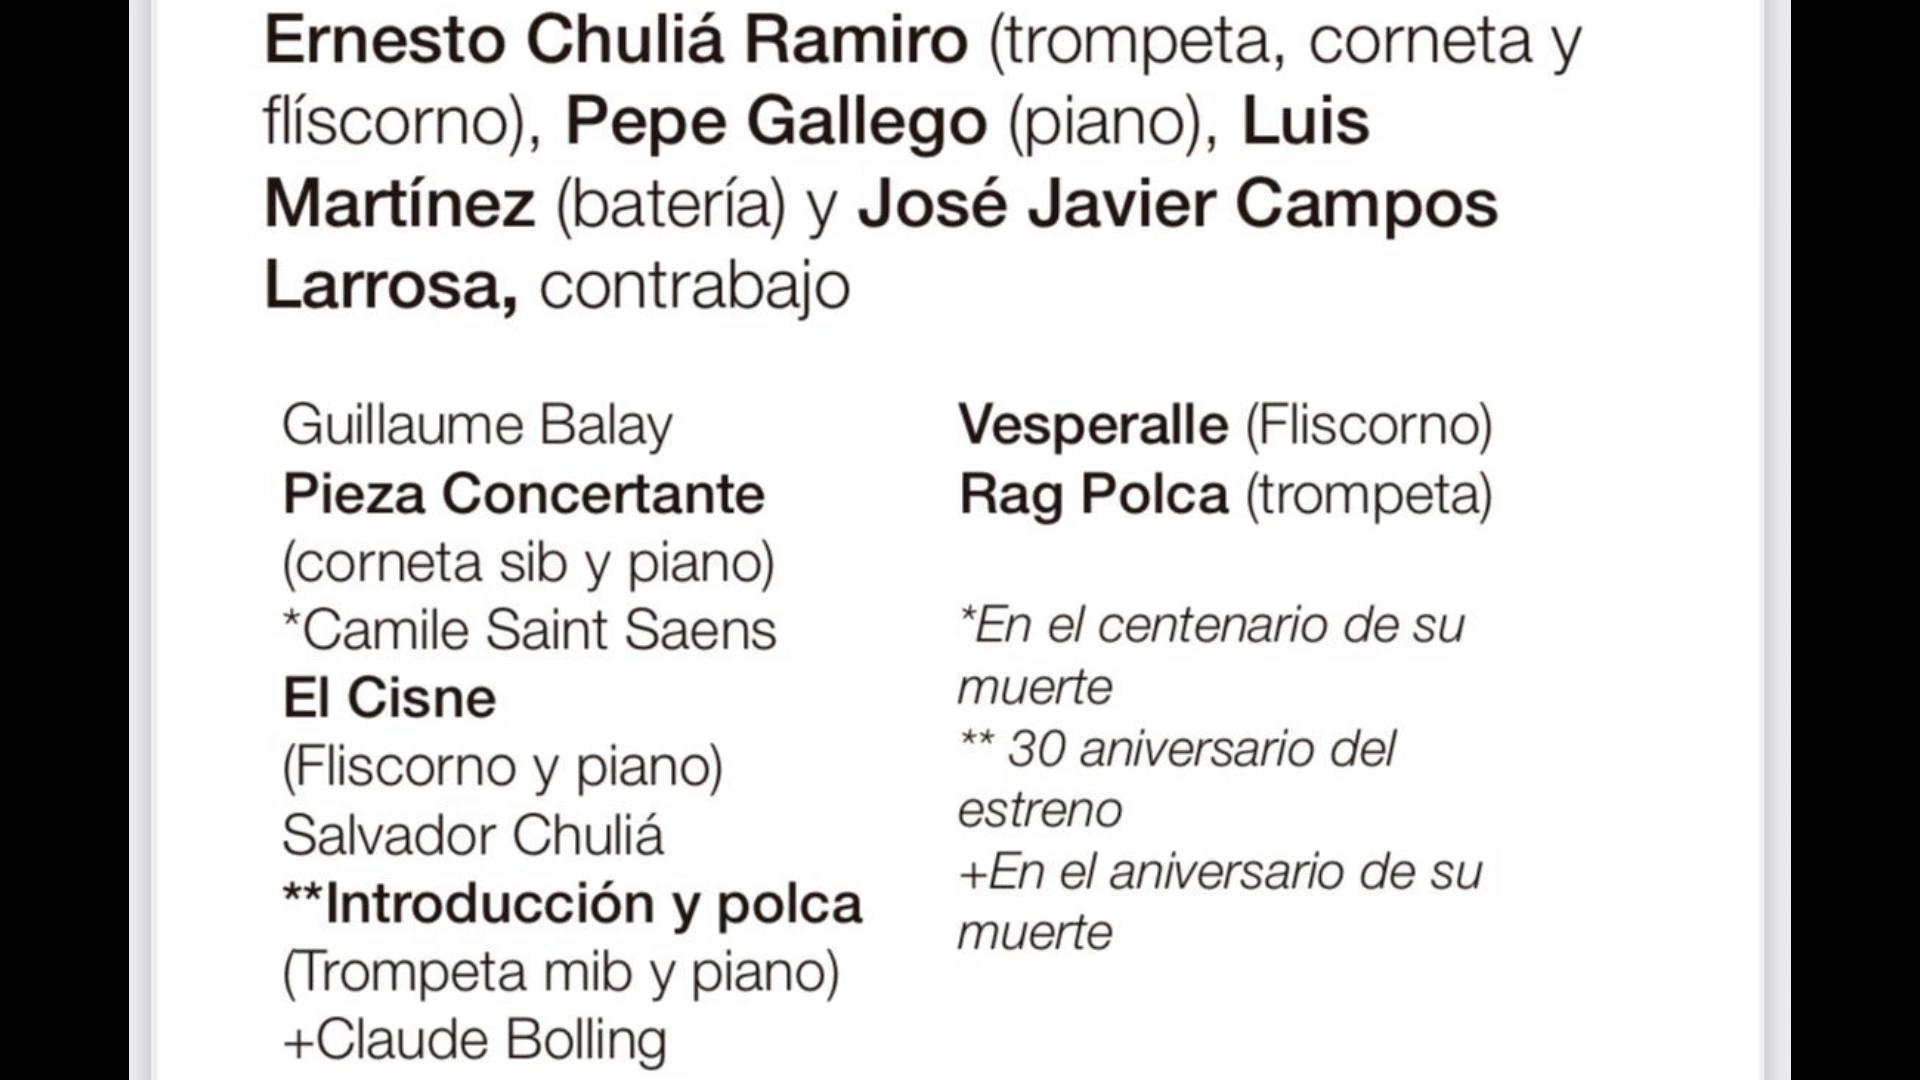 Ernesto Chuliá Ramiro (trompeta, corneta y
flíscorno), Pepe Gallego (piano), Luis
Martínez (batería) y José Javier Campos
Larrosa, contrabajo
Guillaume Balay
Pieza Concertante
(corneta sib y piano)
*Camile Saint Saens
El Cisne
(Fliscorno y piano)
Salvador Chuliá
**Introducción y polca
(Trompeta mib y piano)
+Claude Bolling
Vesperalle (Fliscorno)
Rag Polca (trompeta)
*En el centenario de su
muerte
** 30 aniversario del
estreno
+En el aniversario de su
muerte